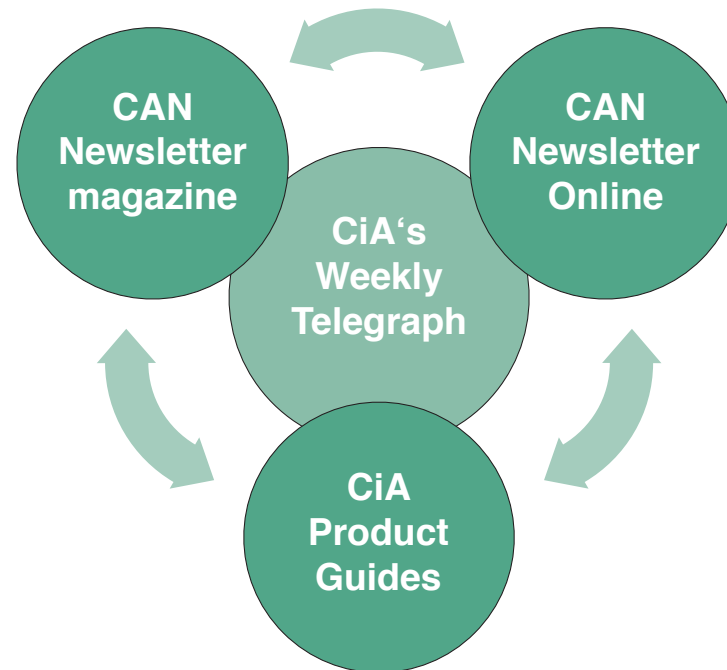 CAN
Newsletter
magazine
CAN
Newsletter
Online
CiA‘s
Weekly
Telegraph
CiA
Product
Guides